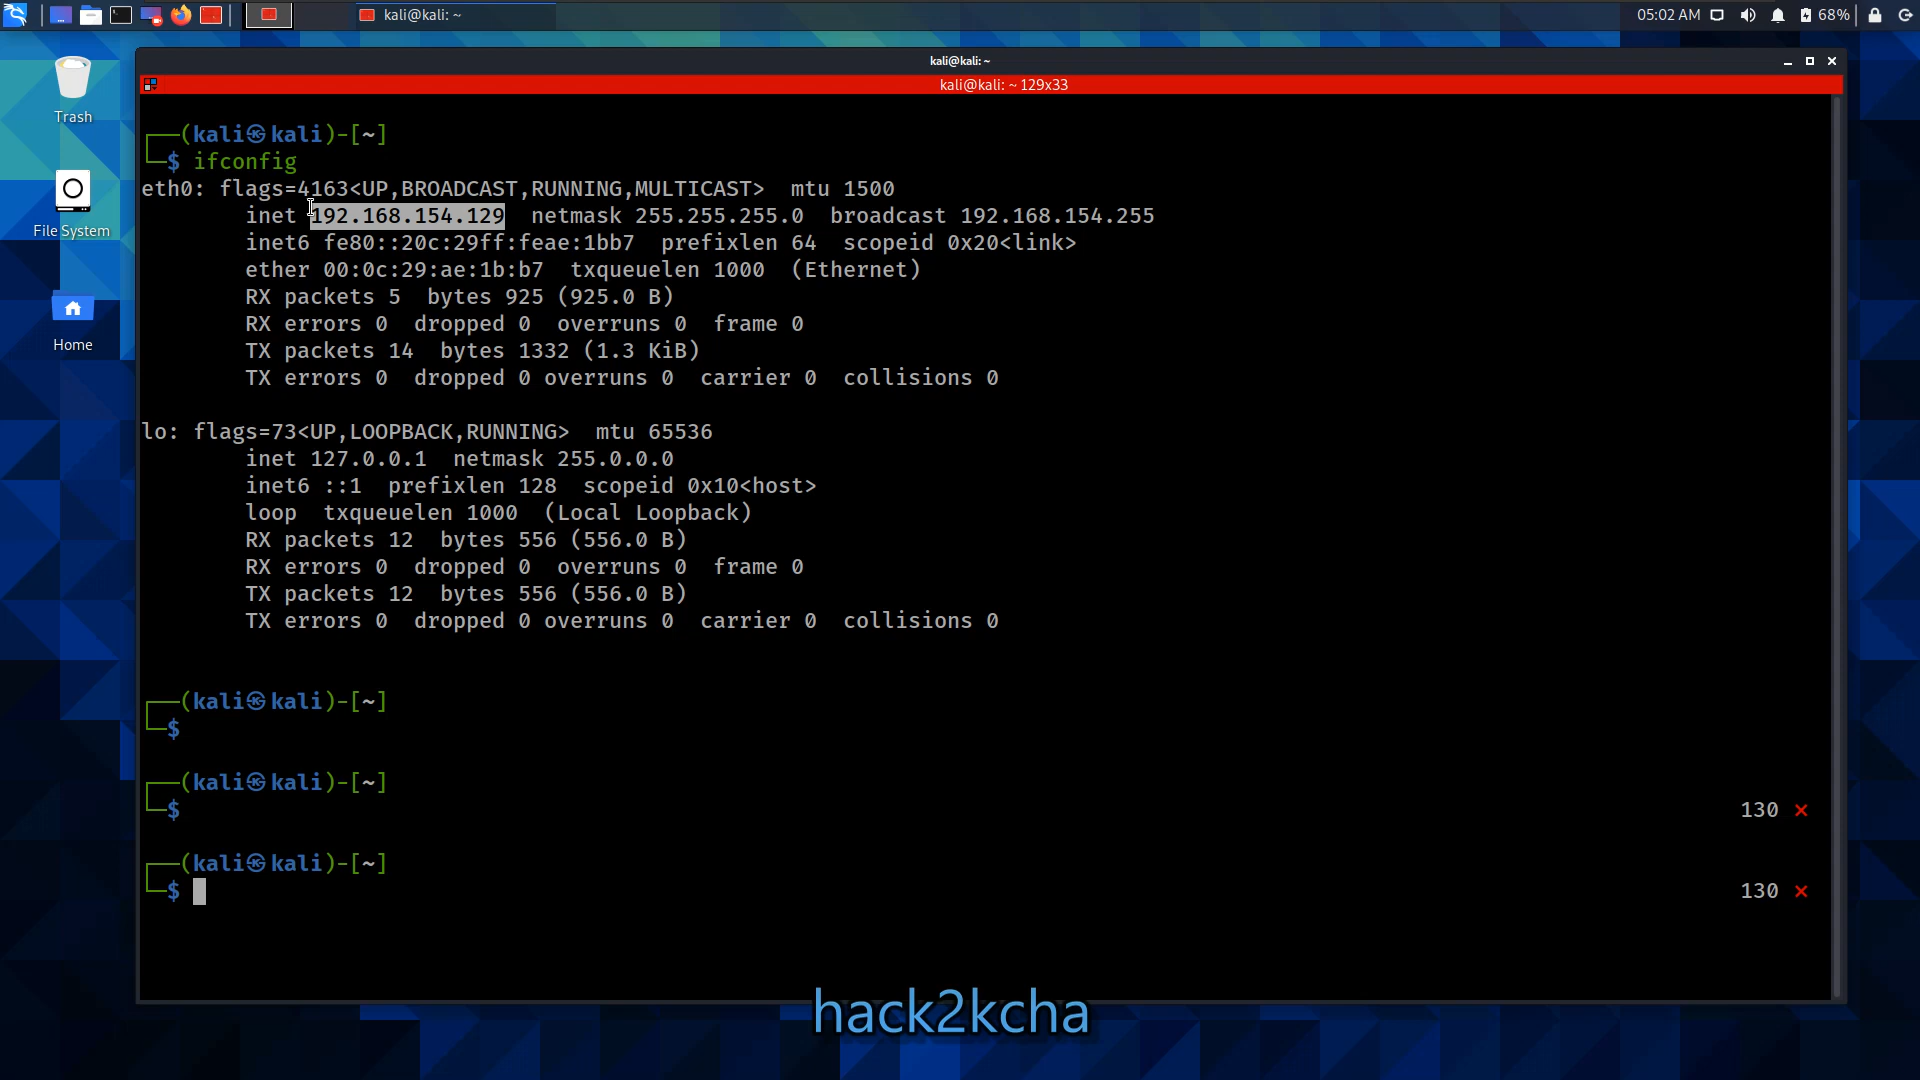 kali@kali: ~
05:02 AM
68%
Trash
File System
Home
kali@kali: ~
kali@kali: ~ 129x33
┌──(kali㉿kali)-[~]
└─$ ifconfig
eth0: flags=4163<UP,BROADCAST,RUNNING,MULTICAST>  mtu 1500
        inet 192.168.154.129  netmask 255.255.255.0  broadcast 192.168.154.255
        inet6 fe80::20c:29ff:feae:1bb7  prefixlen 64  scopeid 0x20<link>
        ether 00:0c:29:ae:1b:b7  txqueuelen 1000  (Ethernet)
        RX packets 5  bytes 925 (925.0 B)
        RX errors 0  dropped 0  overruns 0  frame 0
        TX packets 14  bytes 1332 (1.3 KiB)
        TX errors 0  dropped 0 overruns 0  carrier 0  collisions 0
lo: flags=73<UP,LOOPBACK,RUNNING>  mtu 65536
        inet 127.0.0.1  netmask 255.0.0.0
        inet6 ::1  prefixlen 128  scopeid 0x10<host>
        loop  txqueuelen 1000  (Local Loopback)
        RX packets 12  bytes 556 (556.0 B)
        RX errors 0  dropped 0  overruns 0  frame 0
        TX packets 12  bytes 556 (556.0 B)
        TX errors 0  dropped 0 overruns 0  carrier 0  collisions 0
┌──(kali㉿kali)-[~]
└─$
┌──(kali㉿kali)-[~]
└─$ 130 ⨯
┌──(kali㉿kali)-[~]
└─$ 130 ⨯
hack2kcha